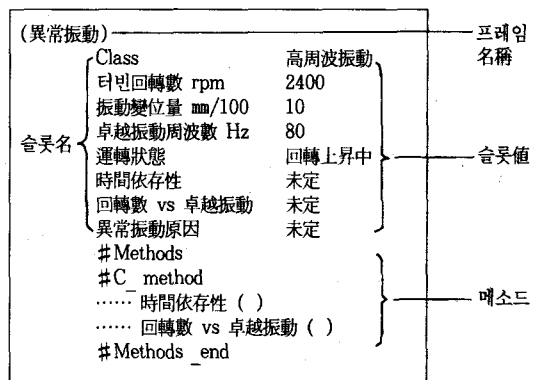 (異常振動) 프레임
名稱
Class 高周波振動
터빈回轉數 rpm 2400
振動變位量 ㎜/100 10
卓越振動周波數 Hz 80
슬롯名
運轉狀態 回轉上昇中
슬롯値
時間依存性 未定
回轉數 vs 卓越振動 未定
異常振動原因 未定
#Methods
#C_ method
…… 時間依存性 ( )
메소드
…… 回轉數 vs 卓越振動 ( )
#Methods _end